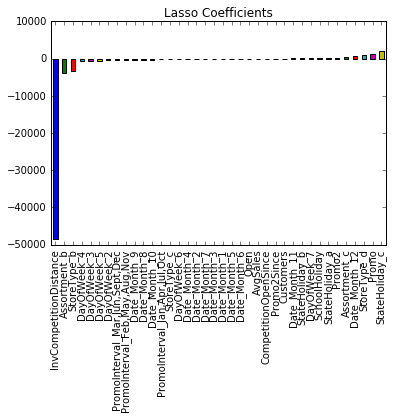 Lasso Coefficients
10000
0
−10000
−20000
−30000
−40000
−50000
InvCompetitionDistance
Assortment_b
StoreType_b
DayOfWeek_4
DayOfWeek_3
DayOfWeek_5
DayOfWeek_2
PromoInterval_Mar,Jun,Sept,Dec
PromoInterval_Feb,May,Aug,Nov
Date_Month_9
Date_Month_8
Date_Month_10
PromoInterval_Jan,Apr,Jul,Oct
StoreType_c
DayOfWeek_6
Date_Month_4
Date_Month_2
Date_Month_7
Date_Month_3
Date_Month_1
Date_Month_5
Date_Month_6
Open
AvgSales
CompetitionOpenSince
Promo2Since
Customers
Date_Month_11
StateHoliday_b
DayOfWeek_7
SchoolHoliday
StateHoliday_a
Promo2
Assortment_c
Date_Month_12
StoreType_d
Promo
StateHoliday_c